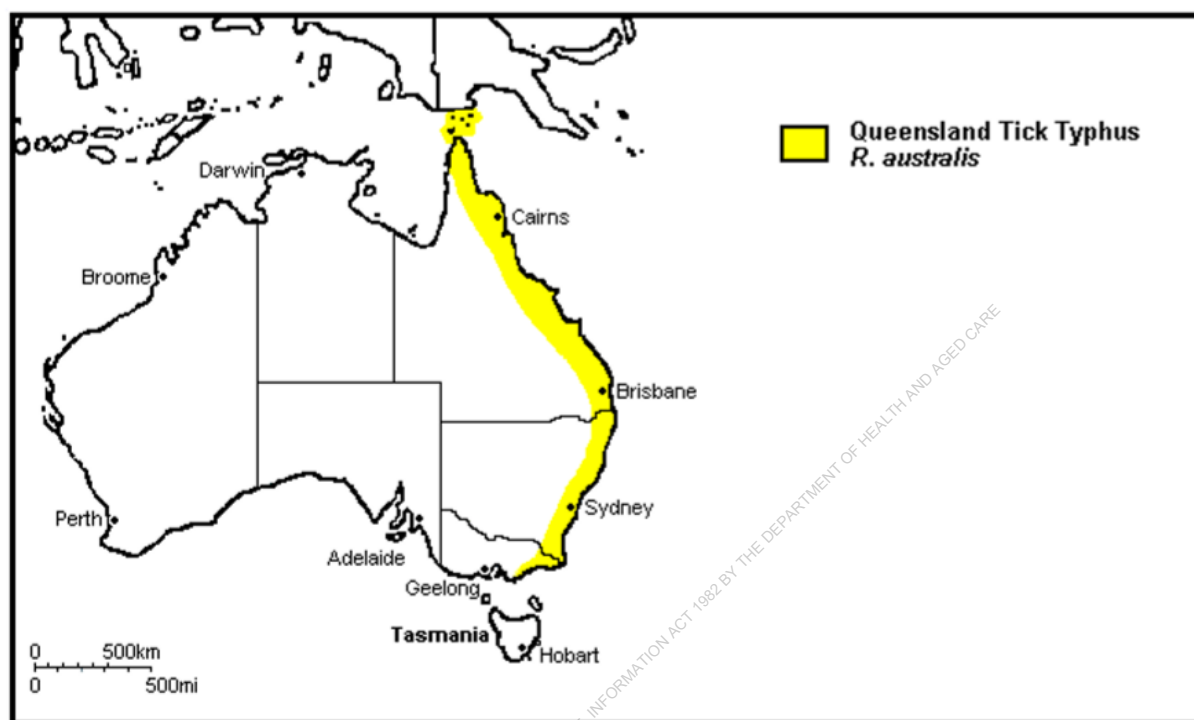 Queensland Tick Typhus
R. australis
Darwin
Cairns
Broome
Brisbane
Perth
Sydney
Adelaide
Geelong
Tasmania
Hobart
0 500km
0 500mi
INFORMATION ACT 1982 BY THE DEPARTMENT OF HEALTH AND AGED CARE